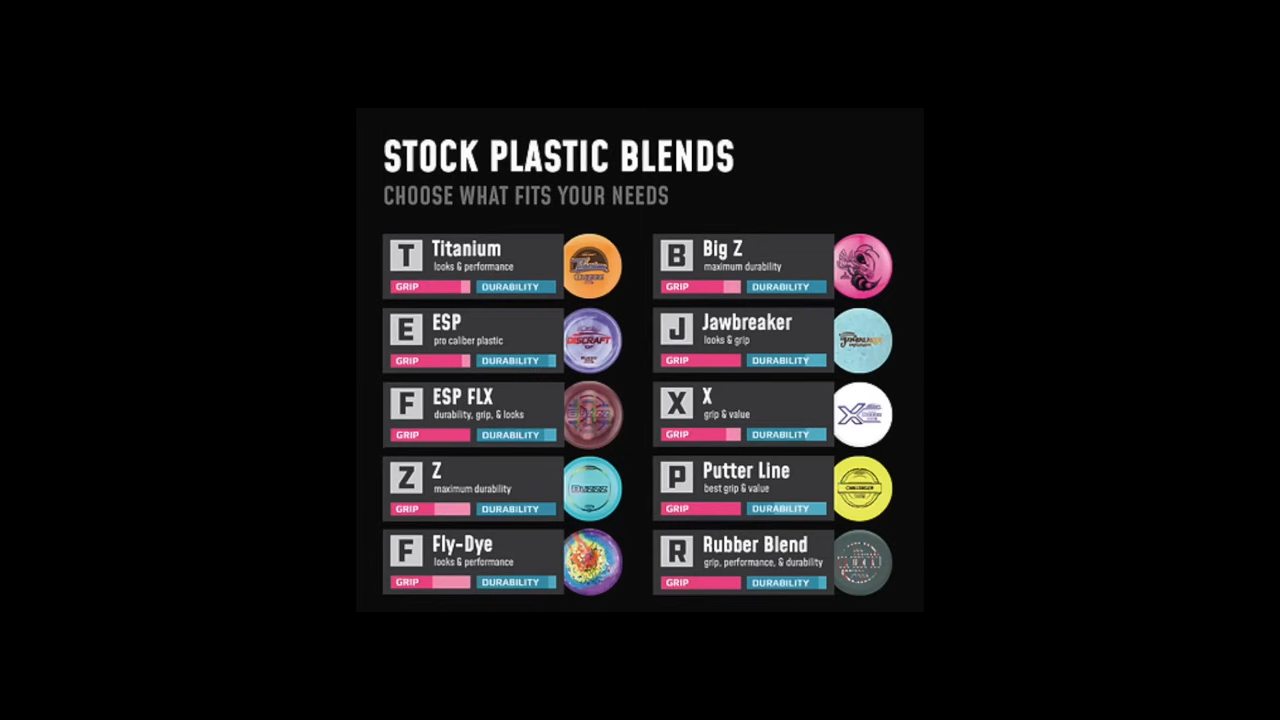 STOCK PLASTIC BLENDS
CHOOSE WHAT FITS YOUR NEEDS
T
Titanium
looks & performance
GRIP DURABILITY
E
ESP
pro caliber plastic
GRIP DURABILITY
DISCRAFT
F
ESP FLX
durability, grip, & looks
GRIP DURABILITY
Z
Z
maximum durability
GRIP DURABILITY
F
Fly-Dye
looks & performance
GRIP DURABILITY
B
Big Z
maximum durability
GRIP DURABILITY
J
Jawbreaker
looks & grip
GRIP DURABILITY
X
X
grip & value
GRIP DURABILITY
X
P
Putter Line
best grip & value
GRIP DURABILITY
CHALLENGER
R
Rubber Blend
grip, performance, & durability
GRIP DURABILITY